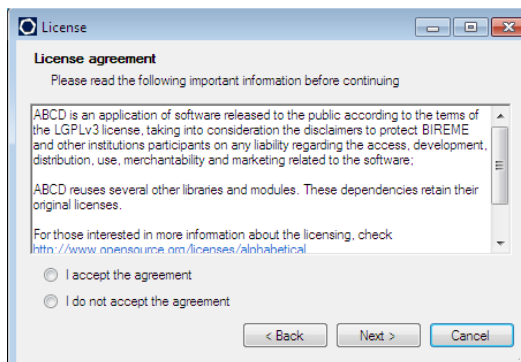 License
License agreement
Please read the following important information before continuing
ABCD is an application of software released to the public according to the terms of
the LGPLv3 license, taking into consideration the disclaimers to protect BIREME
and other institutions participants on any liability regarding the access, development,
distribution, use, merchantability and marketing related to the software;
ABCD reuses several other libraries and modules. These dependencies retain their
original licenses.
For those interested in more information about the licensing, check
http://www.opensource.org/licenses/alphabetical
I accept the agreement
I do not accept the agreement
< Back Next > Cancel